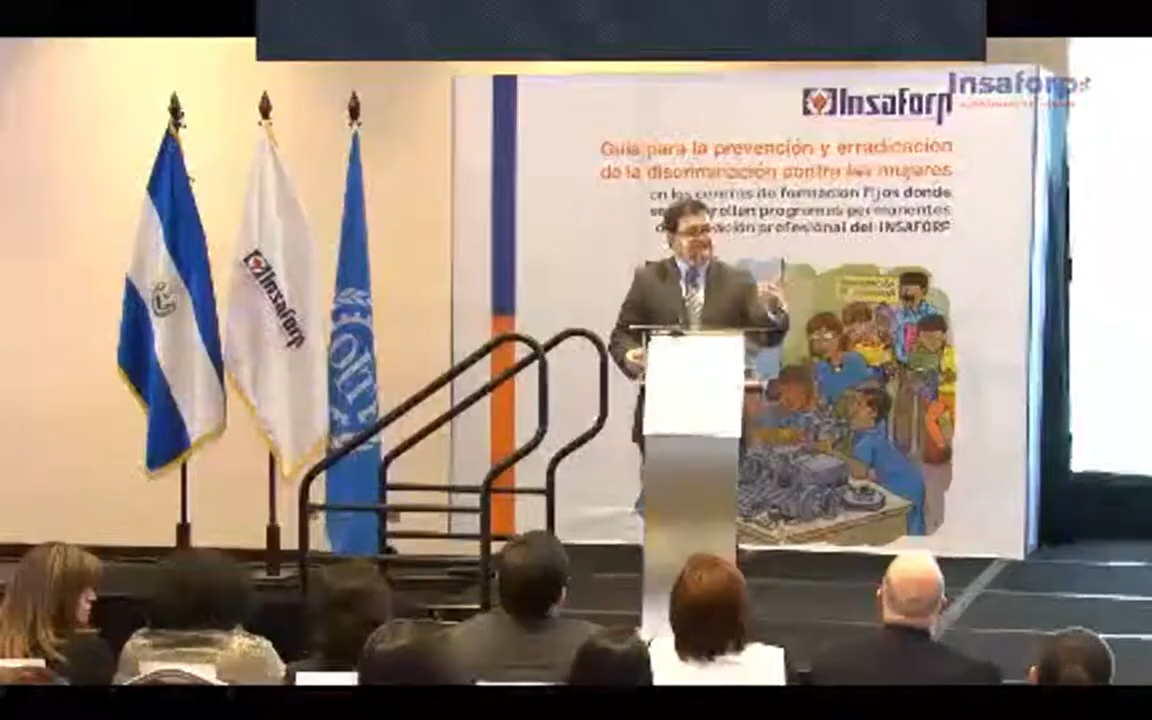 Insaforp
insaforp
Guía para la prevención y erradicación
de la discriminación contra las mujeres
en los centros de formación fijos donde
programas permanentes
profesional del INSAFORP
Insaforp